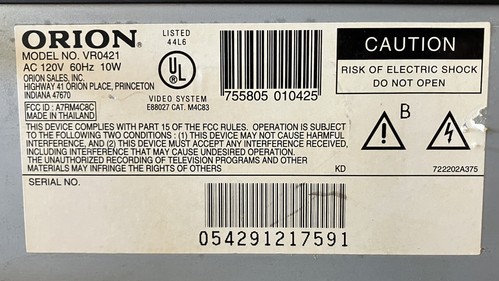 ORION
MODEL NO. VR0421
AC 120V 60Hz 10W
ORION SALES, INC.
HIGHWAY 41 ORION PLACE, PRINCETON
INDIANA 47670
FCC ID : A7RM4C8C
MADE IN THAILAND
LISTED
44L6
UL
®
VIDEO SYSTEM
E88027 CAT. M4C83
755805 010425
CAUTION
RISK OF ELECTRIC SHOCK
DO NOT OPEN
B
THIS DEVICE COMPLIES WITH PART 15 OF THE FCC RULES. OPERATION IS SUBJECT
TO THE FOLLOWING TWO CONDITIONS : (1) THIS DEVICE MAY NOT CAUSE HARMFUL
INTERFERENCE, AND (2) THIS DEVICE MUST ACCEPT ANY INTERFERENCE RECEIVED,
INCLUDING INTERFERENCE THAT MAY CAUSE UNDESIRED OPERATION.
THE UNAUTHORIZED RECORDING OF TELEVISION PROGRAMS AND OTHER
MATERIALS MAY INFRINGE THE RIGHTS OF OTHERS
KD
722202A375
SERIAL NO.
054291217591